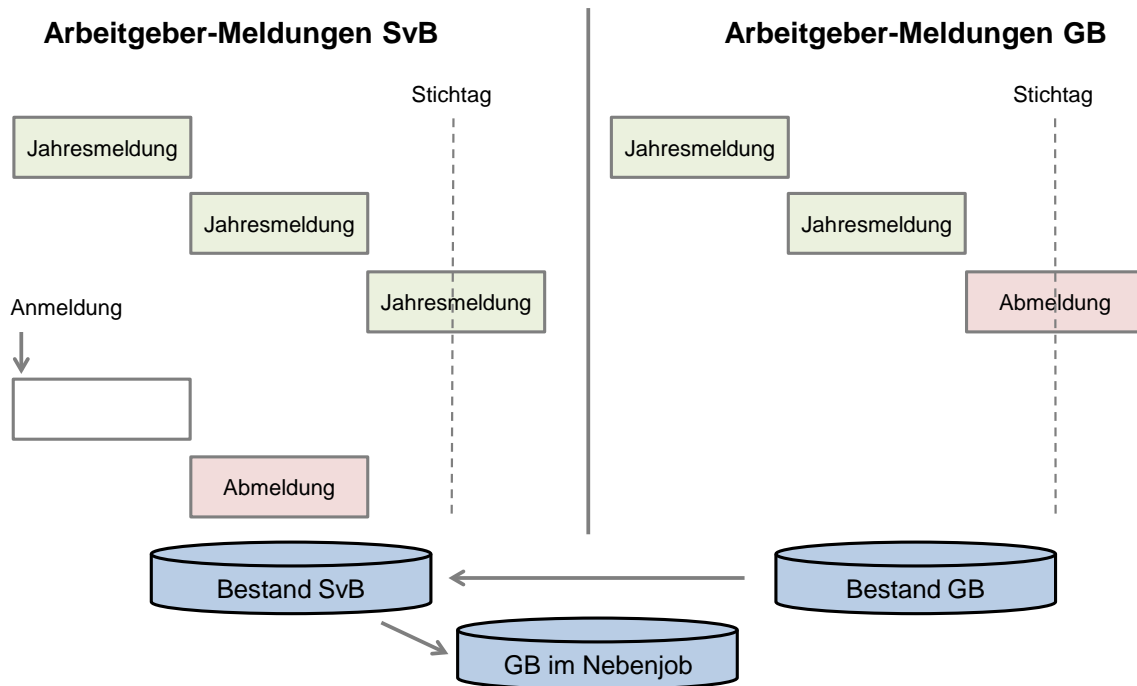 Arbeitgeber-Meldungen SvB
Arbeitgeber-Meldungen GB
Stichtag
Stichtag
Jahresmeldung
Jahresmeldung
Jahresmeldung
Jahresmeldung
Jahresmeldung
Abmeldung
Anmeldung
Abmeldung
Bestand SvB
Bestand GB
GB im Nebenjob